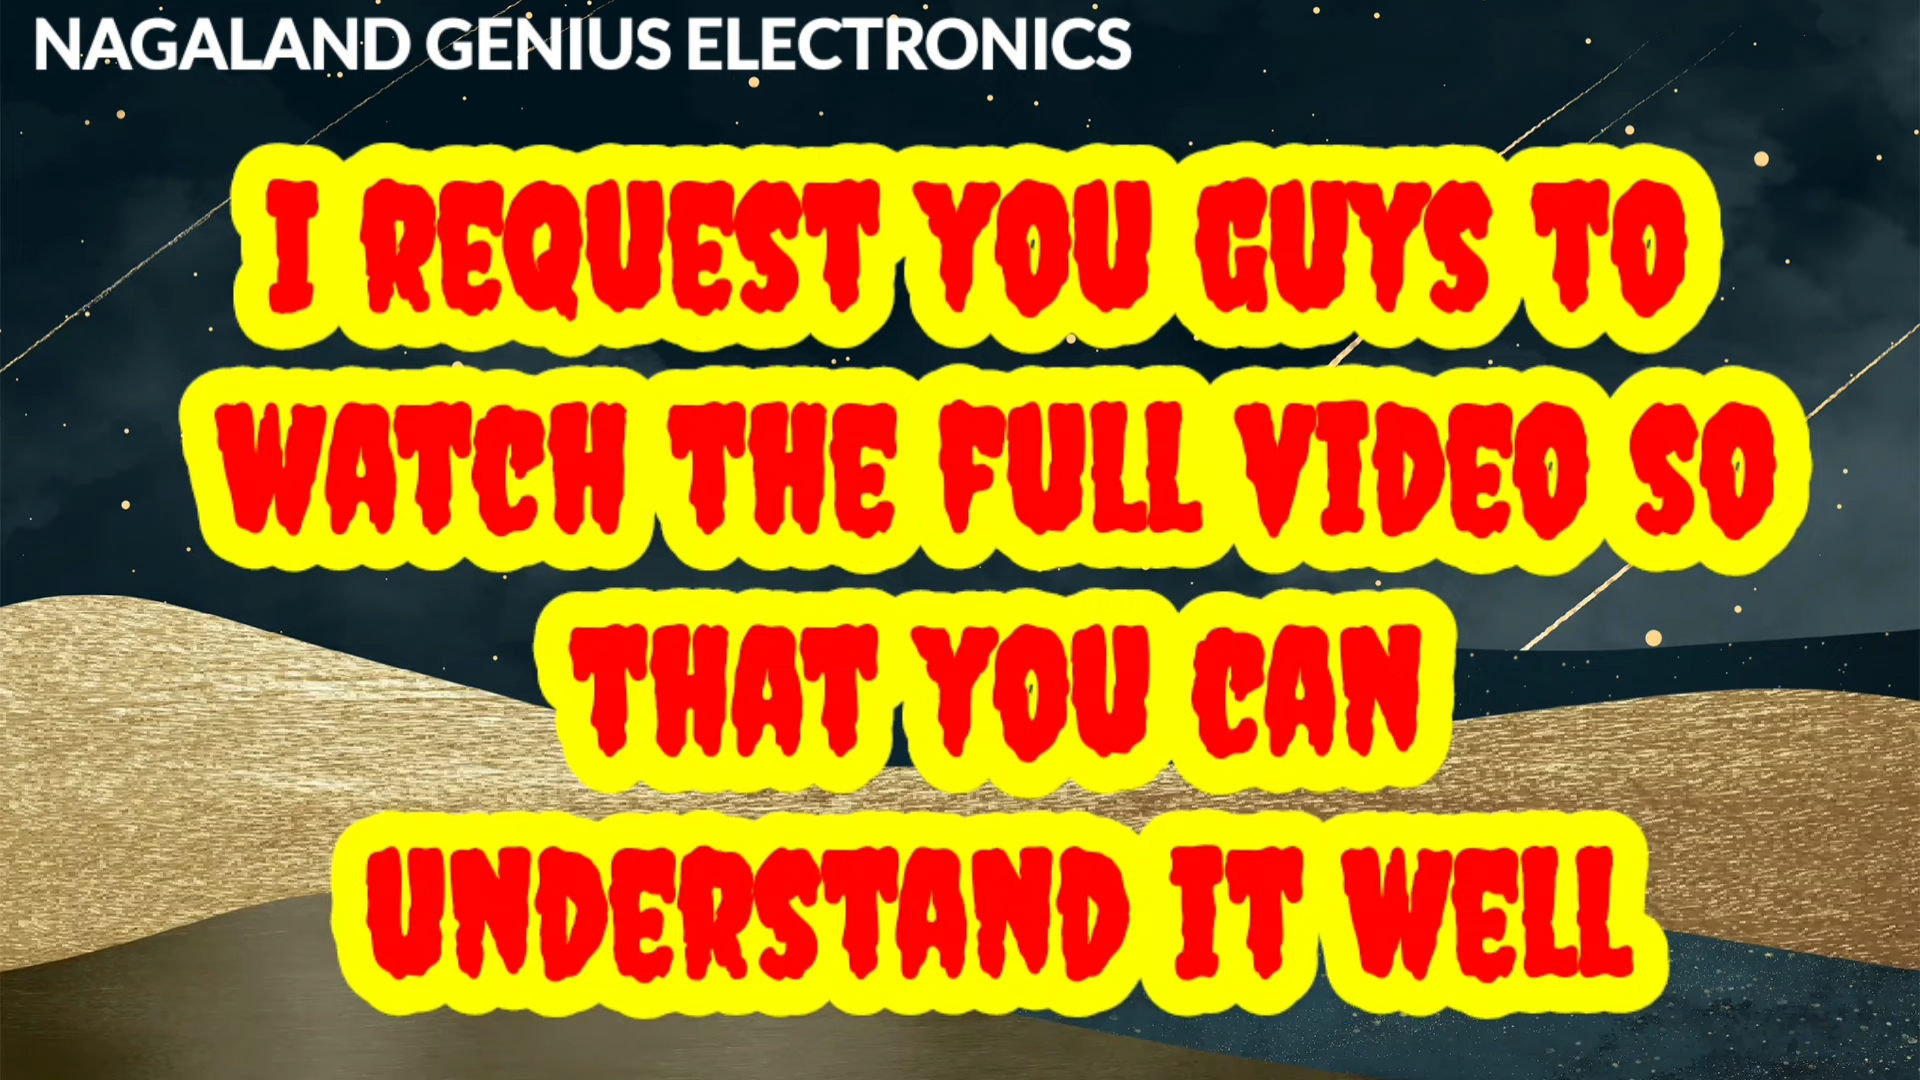 NAGALAND GENIUS ELECTRONICS
I REQUEST YOU GUYS TO
WATCH THE FULL VIDEO SO
THAT YOU CAN
UNDERSTAND IT WELL